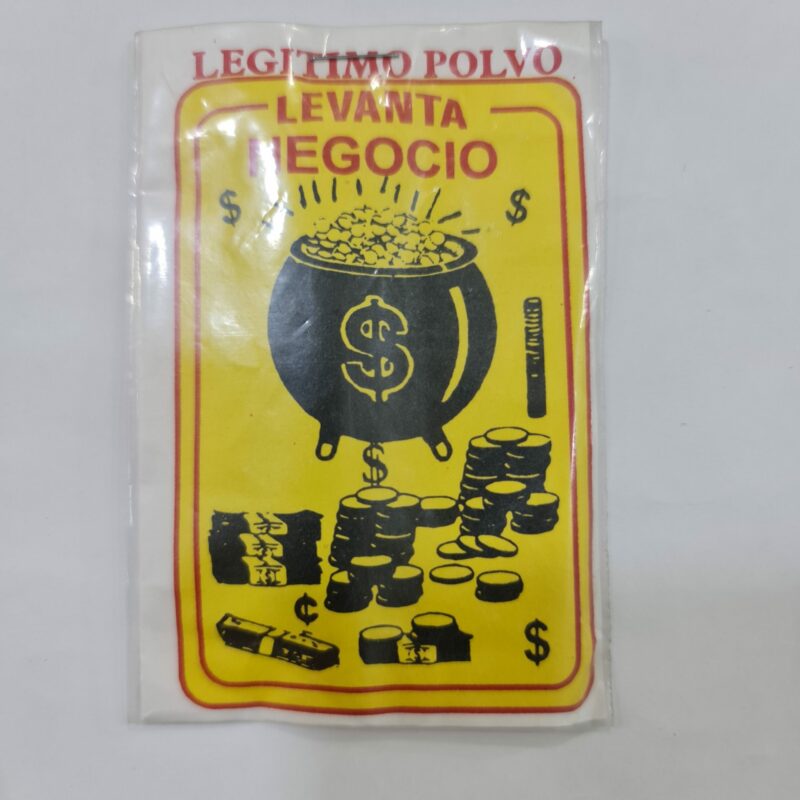 LEGITIMO POLVO
LEVANTA
NEGOCIO
$ $
$
$
¢
$